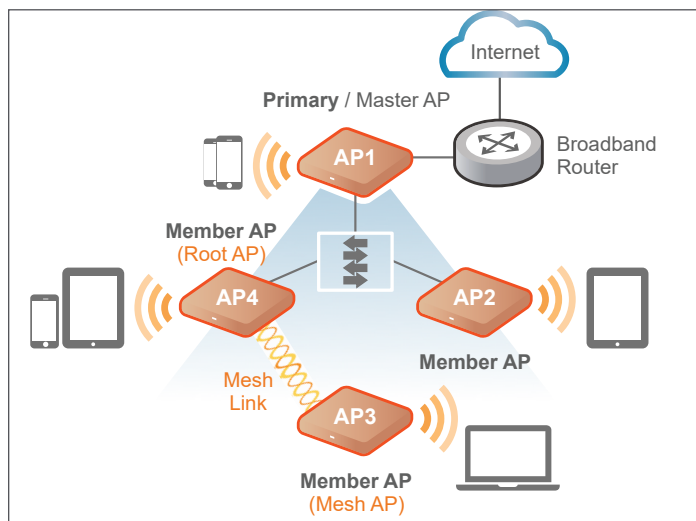 Internet
Primary / Master AP
AP1
Broadband
Router
Member AP
(Root AP)
AP4
AP2
Member AP
Mesh
Link
AP3
Member AP
(Mesh AP)